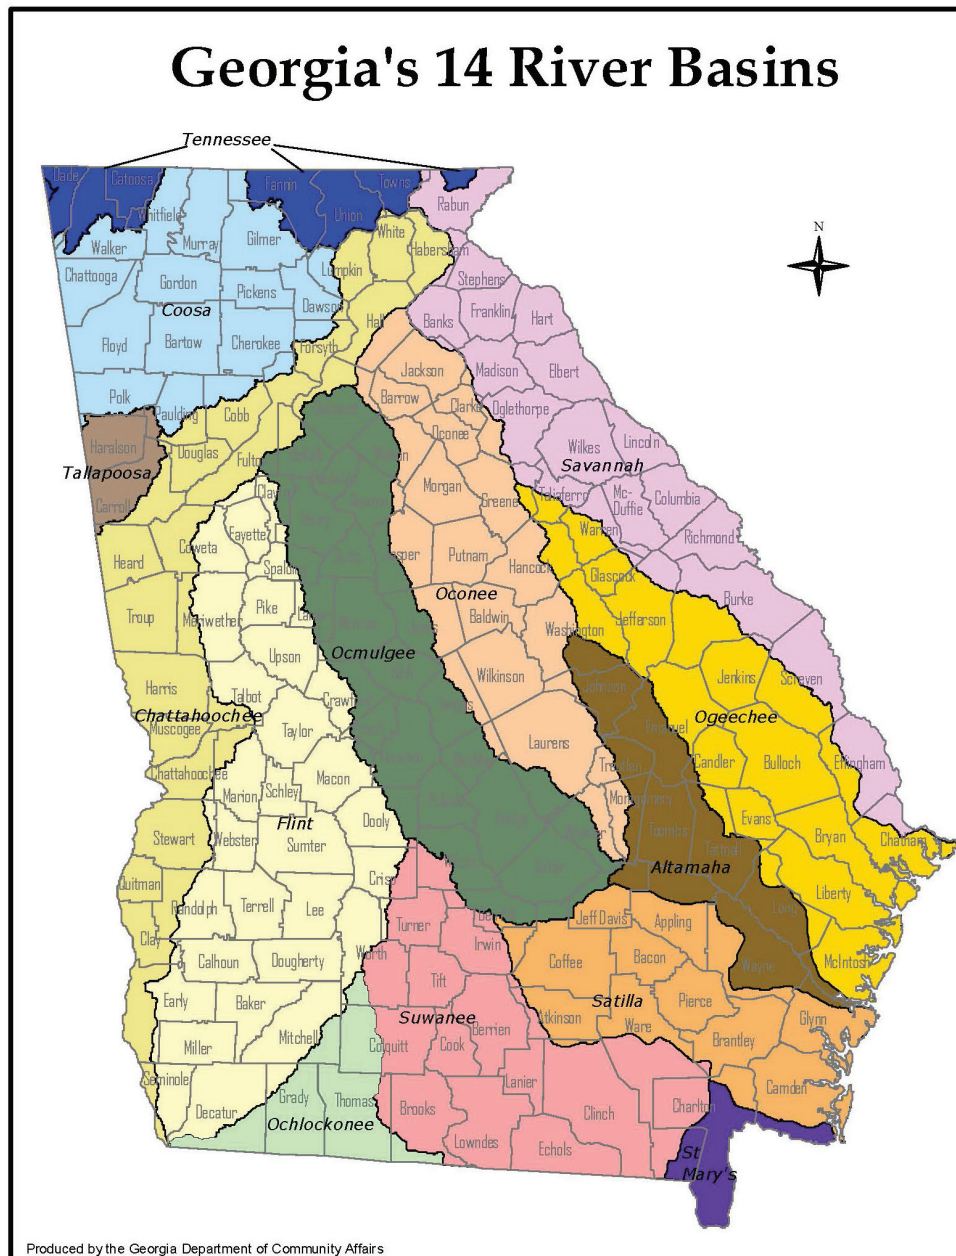 Georgia's 14 River Basins
Tennessee
N
Dade
Catoosa
Whitfield
Fannin
Towns
Union
Rabun
Walker
Murray
Gilmer
White
Habersham
Lumpkin
Chattooga
Gordon
Pickens
Dawson
Stephens
Coosa
Hall
Banks
Franklin
Hart
Floyd
Bartow
Cherokee
Forsyth
Jackson
Madison
Elbert
Polk
Paulding
Cobb
Barrow
Clarke
Oglethorpe
Oconee
Haralson
Douglas
Fulton
Wilkes
Lincoln
Tallapoosa
Savannah
Carroll
Clay
Morgan
Greene
Taliaferro
Mc-
Duffie
Columbia
Warren
Richmond
Heard
Coweta
Fayette
Putnam
Hancock
Glascock
Oconee
Burke
Troup
Meriwether
Pike
Baldwin
Washington
Jefferson
Upson
Ocmulgee
Wilkinson
Johnson
Jenkins
Screven
Harris
Talbot
Chattahoochee
Muscogee
Taylor
Ogeechee
Emanuel
Laurens
Chattahoochee
Macon
Treutlen
Candler
Bulloch
Effingham
Marion
Schley
Montgomery
Flint
Dooly
Stewart
Webster
Sumter
Toombs
Tattnall
Evans
Bryan
Chatham
Altamaha
Quitman
Randolph
Terrell
Lee
Crisp
Liberty
Clay
Turner
Irwin
Jeff Davis
Appling
Long
Calhoun
Dougherty
Worth
Coffee
Bacon
Wayne
McIntosh
Early
Baker
Tift
Satilla
Pierce
Suwanee
Atkinson
Ware
Glynn
Miller
Mitchell
Colquitt
Cook
Berrien
Brantley
Seminole
Lanier
Camden
Decatur
Grady
Thomas
Brooks
Clinch
Charlton
Ochlockonee
Lowndes
Echols
St
Mary's
Produced by the Georgia Department of Community Affairs